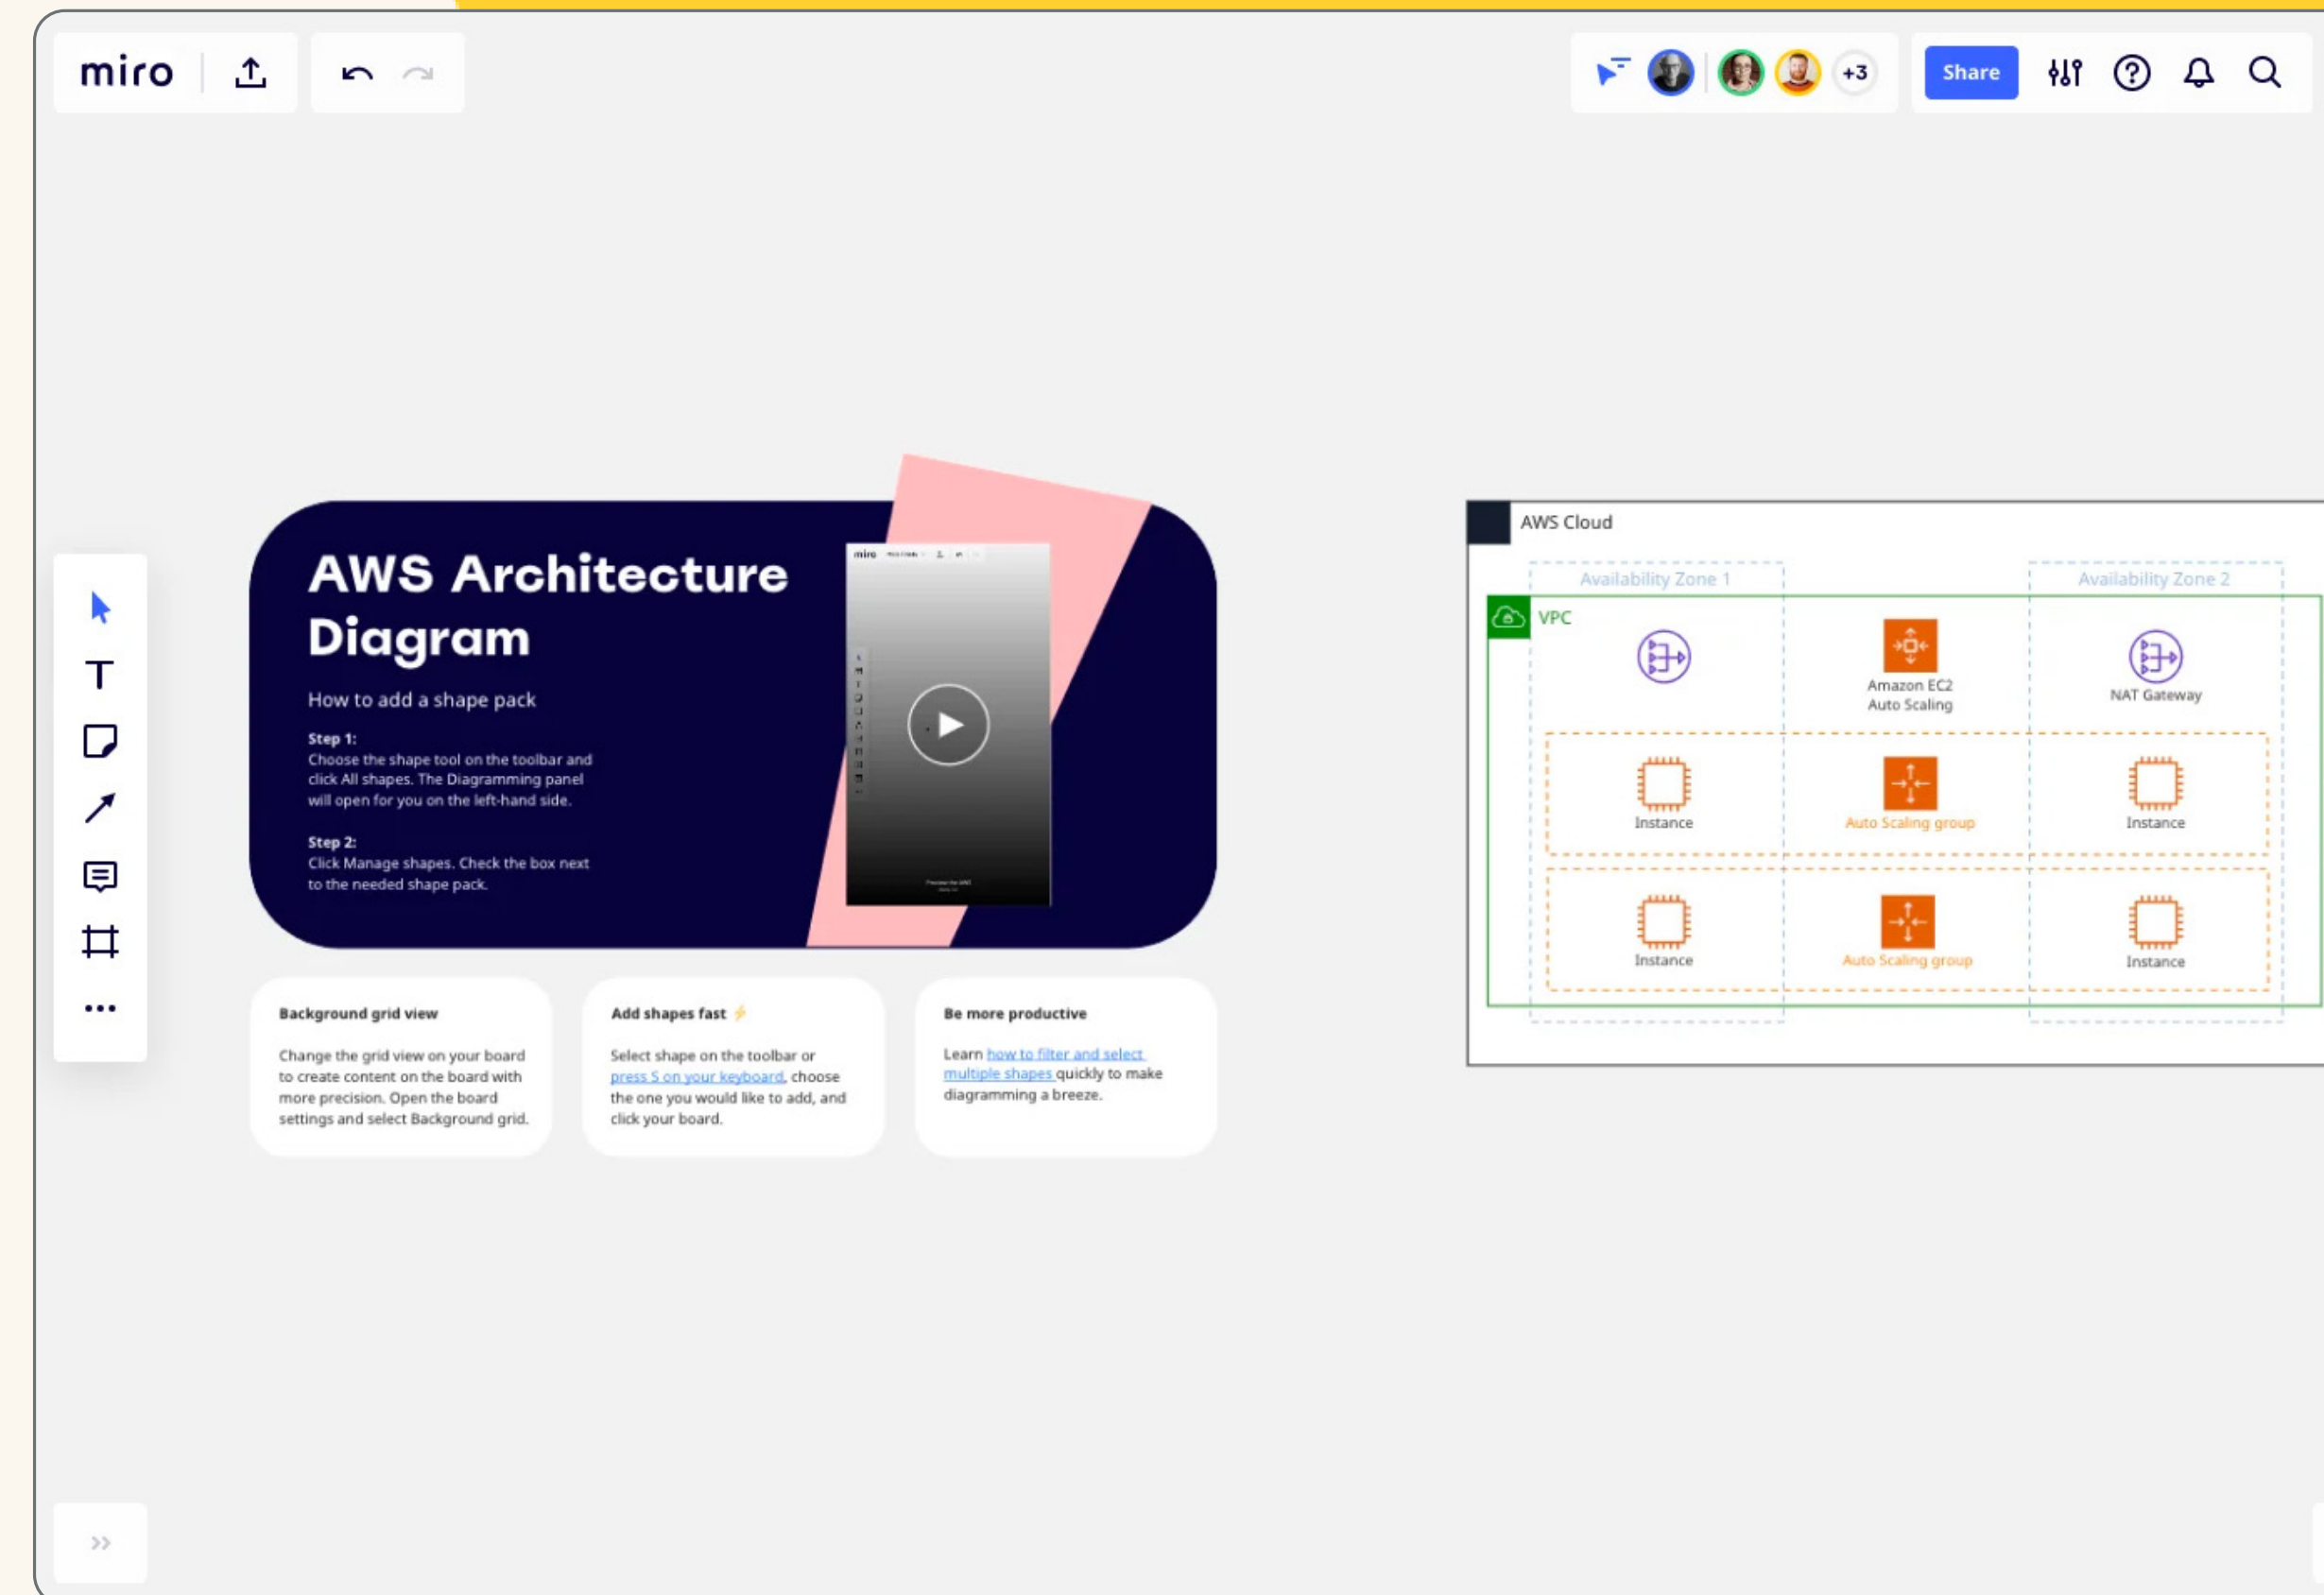 miro
+3
Share
AWS Architecture
Diagram
How to add a shape pack
Step 1:
Choose the shape tool on the toolbar and
click All shapes. The Diagramming panel
will open for you on the left-hand side.
Step 2:
Click Manage shapes. Check the box next
to the needed shape pack.
miro
Background grid view
Change the grid view on your board
to create content on the board with
more precision. Open the board
settings and select Background grid.
Add shapes fast ⚡
Select shape on the toolbar or
press S on your keyboard, choose
the one you would like to add, and
click your board.
Be more productive
Learn how to filter and select
multiple shapes quickly to make
diagramming a breeze.
AWS Cloud
Availability Zone 1
Availability Zone 2
VPC
Amazon EC2
Auto Scaling
NAT Gateway
Instance
Auto Scaling group
Instance
Instance
Auto Scaling group
Instance